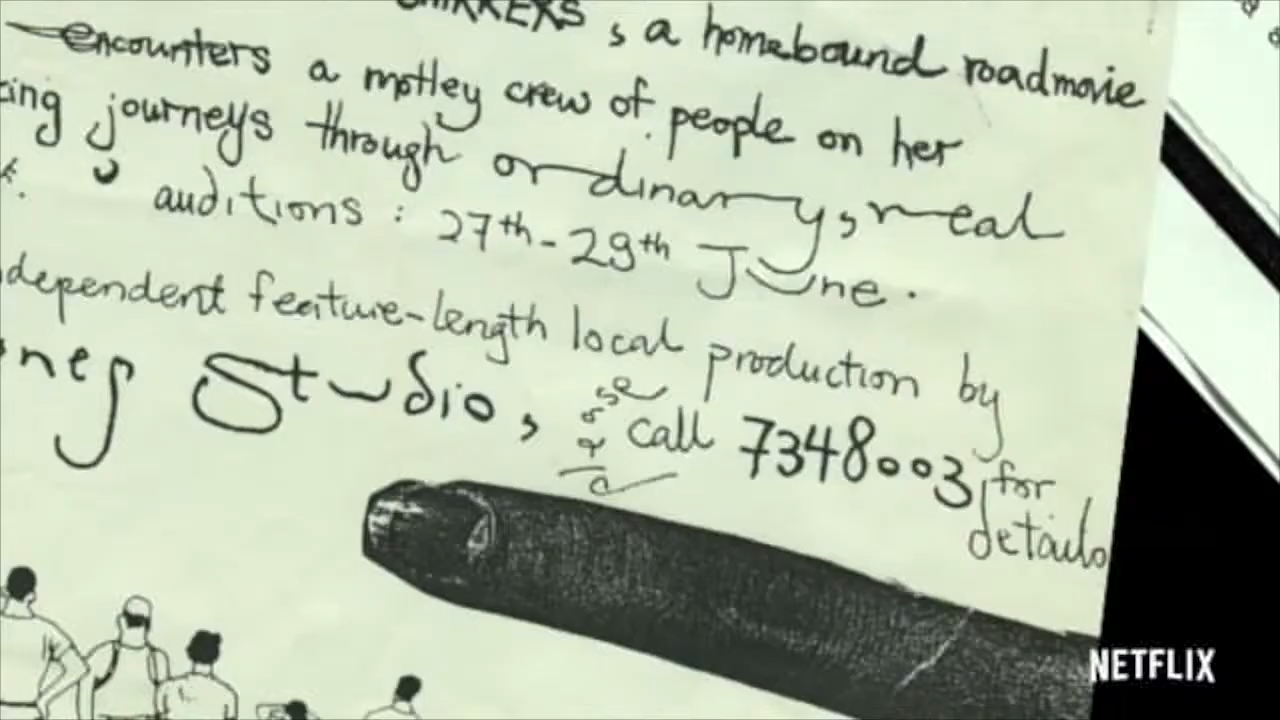 SHIRKERS, a homebound roadmovie
encounters a motley crew of people on her
journeys through ordinary, real
auditions : 27th-29th June.
dependent feature-length local production by
Studio, call 7348003 for
details
NETFLIX